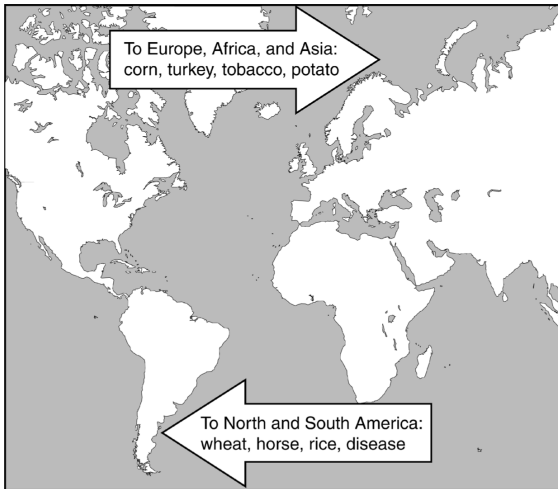 To Europe, Africa, and Asia:
corn, turkey, tobacco, potato
To North and South America:
wheat, horse, rice, disease